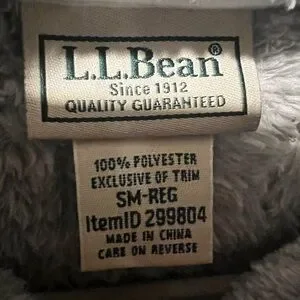 L.L.Bean®
Since 1912
QUALITY GUARANTEED
100% POLYESTER
EXCLUSIVE OF TRIM
SM-REG
ItemID 299804
MADE IN CHINA
CARE ON REVERSE